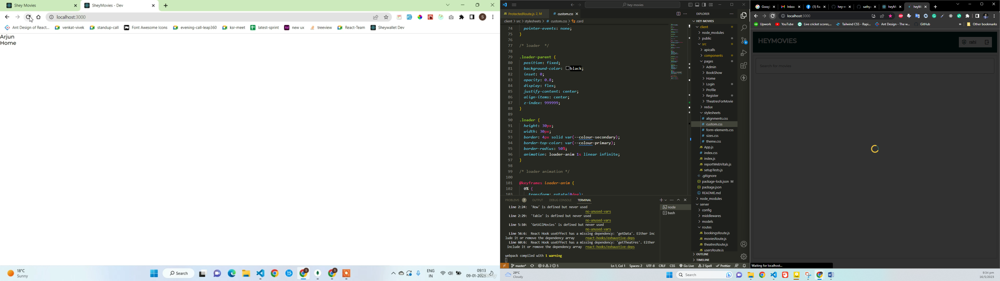 Shey Movies
SheyMovies - Dev
localhost:3000
Ant Design of React...
venkat-vivek
standup-call
Font Awesome Icons
evening-call-leap360
ksr-meet
latest-sprint
new ux
treeview
React-Team
Sheywallet Dev
Arjun
Home
18°C
Sunny
Search
ENG
IN
09:13
09-01-2023
hey-movies
JS ProtectedRoute.js 2, M
# custom.css
client > src > stylesheets > # custom.css > .card
74 pointer-events: none;
75 }
76
77 /* loader */
78
79 .loader-parent {
80 position: fixed;
81 background-color: black;
82 inset: 0;
83 opacity: 0.8;
84 display: flex;
85 justify-content: center;
86 align-items: center;
87 z-index: 999999;
88 }
89
90 .loader {
91 height: 30px;
92 width: 30px;
93 border: 4px solid var(--colour-secondary);
94 border-top-color: var(--colour-primary);
95 border-radius: 50%;
96 animation: loader-anim 1s linear infinite;
97 }
98
99 /* loader animation */
100
101 @keyframes loader-anim {
102 0% {
103 transform: rotate(0deg);
PROBLEMS 7 OUTPUT DEBUG CONSOLE TERMINAL
Line 2:24: 'Row' is defined but never used
no-unused-vars
Line 2:29: 'Table' is defined but never used
no-unused-vars
Line 5:10: 'GetAllMovies' is defined but never used
no-unused-vars
Line 56:6: React Hook useEffect has a missing dependency: 'getData'. Either inc
lude it or remove the dependency array react-hooks/exhaustive-deps
Line 60:6: React Hook useEffect has a missing dependency: 'getTheatres'. Either
include it or remove the dependency array react-hooks/exhaustive-deps
webpack compiled with 1 warning
node
bash
EXPLORER
HEY-MOVIES
client
node_modules
public
src
apicalls
components
pages
Admin
BookShow
Home
Login
Profile
Register
TheatresForMovie
redux
stylesheets
# alignments.css
# custom.css
# form-elements.css
# sizes.css
# theme.css
JS App.js
# index.css
JS index.js
JS reportWebVitals.js
JS setupTests.js
.gitignore
{} package-lock.json M
{} package.json
README.md
node_modules
server
config
middlewares
models
routes
JS bookingsRoute.js
JS moviesRoute.js
JS theatresRoute.js
JS usersRoute.js
OUTLINE
TIMELINE
9
master*
0 2 5
Ln 1, Col 1
Spaces: 2
UTF-8
CRLF
CSS
Go Live
2 Spell
Prettier
29°C
Cloudy
Googl
Inbox
(1) Fa
hey-m
sathya
heyM
heyM
localhost:3000
Upwork
YouTube
Live cricket scores,...
Tailwind CSS - Rapi...
Ant Design - The w...
GitHub
»
Other bookmarks
HEYMOVIES
rahl
Search for movies
Waiting for localhost...
Search
9:34 pm
16/5/2023